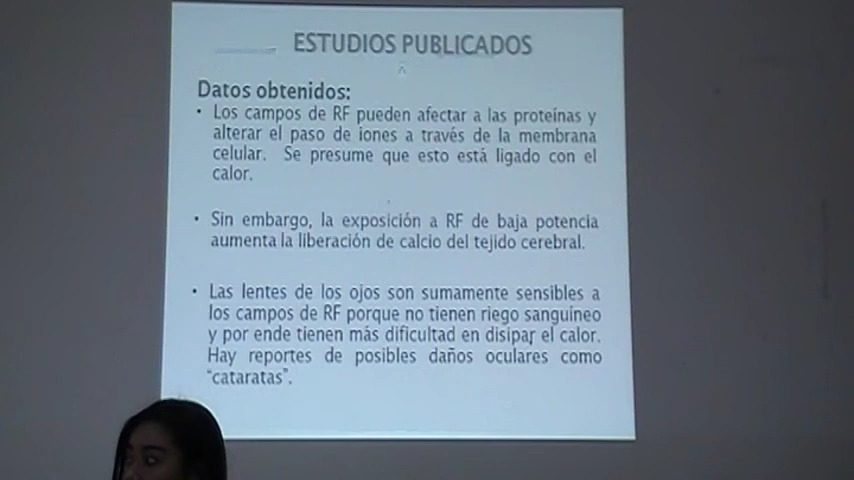 ESTUDIOS PUBLICADOS
Datos obtenidos:
• Los campos de RF pueden afectar a las proteínas y
alterar el paso de iones a través de la membrana
celular. Se presume que esto está ligado con el
calor.
• Sin embargo, la exposición a RF de baja potencia
aumenta la liberación de calcio del tejido cerebral.
• Las lentes de los ojos son sumamente sensibles a
los campos de RF porque no tienen riego sanguíneo
y por ende tienen más dificultad en disipar el calor.
Hay reportes de posibles daños oculares como
“cataratas”.